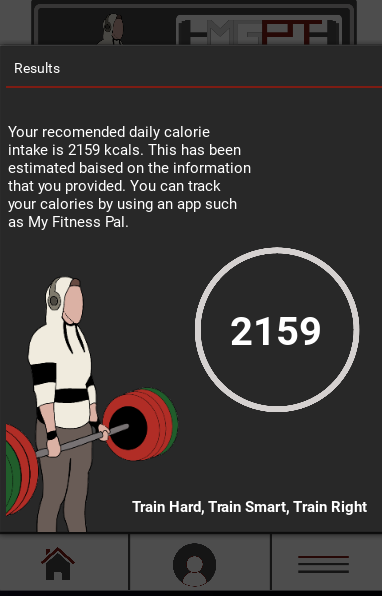 MGPT
Results
Your recomended daily calorie
intake is 2159 kcals. This has been
estimated baised on the information
that you provided. You can track
your calories by using an app such
as My Fitness Pal.
2159
Train Hard, Train Smart, Train Right